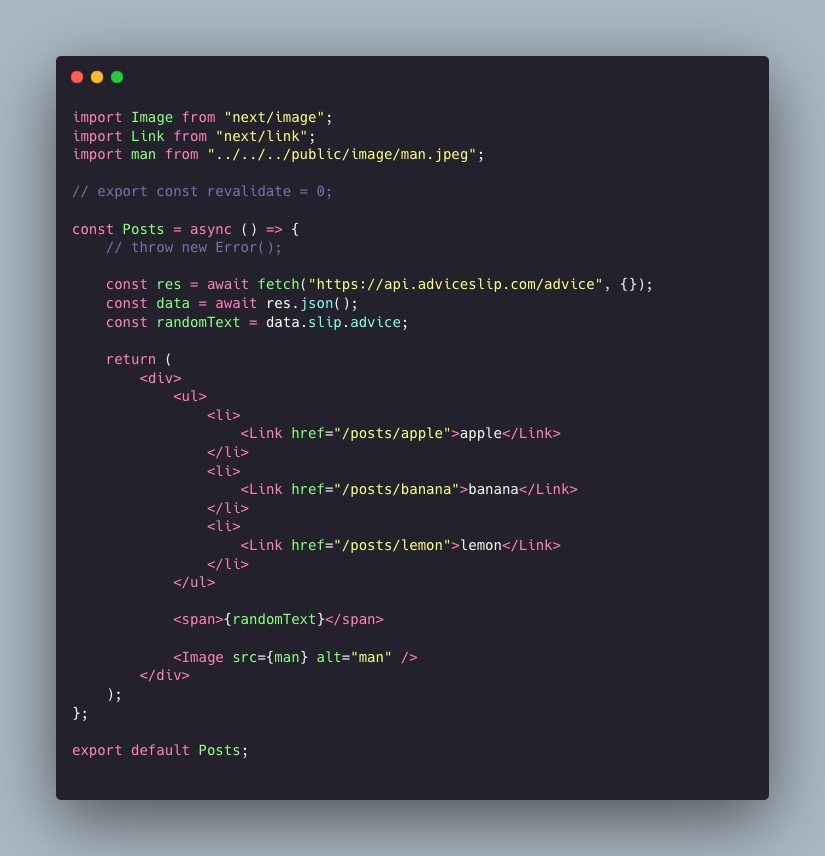 import Image from "next/image";
import Link from "next/link";
import man from "../../../public/image/man.jpeg";

// export const revalidate = 0;

const Posts = async () => {
    // throw new Error();

    const res = await fetch("https://api.adviceslip.com/advice", {});
    const data = await res.json();
    const randomText = data.slip.advice;

    return (
        <div>
            <ul>
                <li>
                    <Link href="/posts/apple">apple</Link>
                </li>
                <li>
                    <Link href="/posts/banana">banana</Link>
                </li>
                <li>
                    <Link href="/posts/lemon">lemon</Link>
                </li>
            </ul>

            <span>{randomText}</span>

            <Image src={man} alt="man" />
        </div>
    );
};

export default Posts;